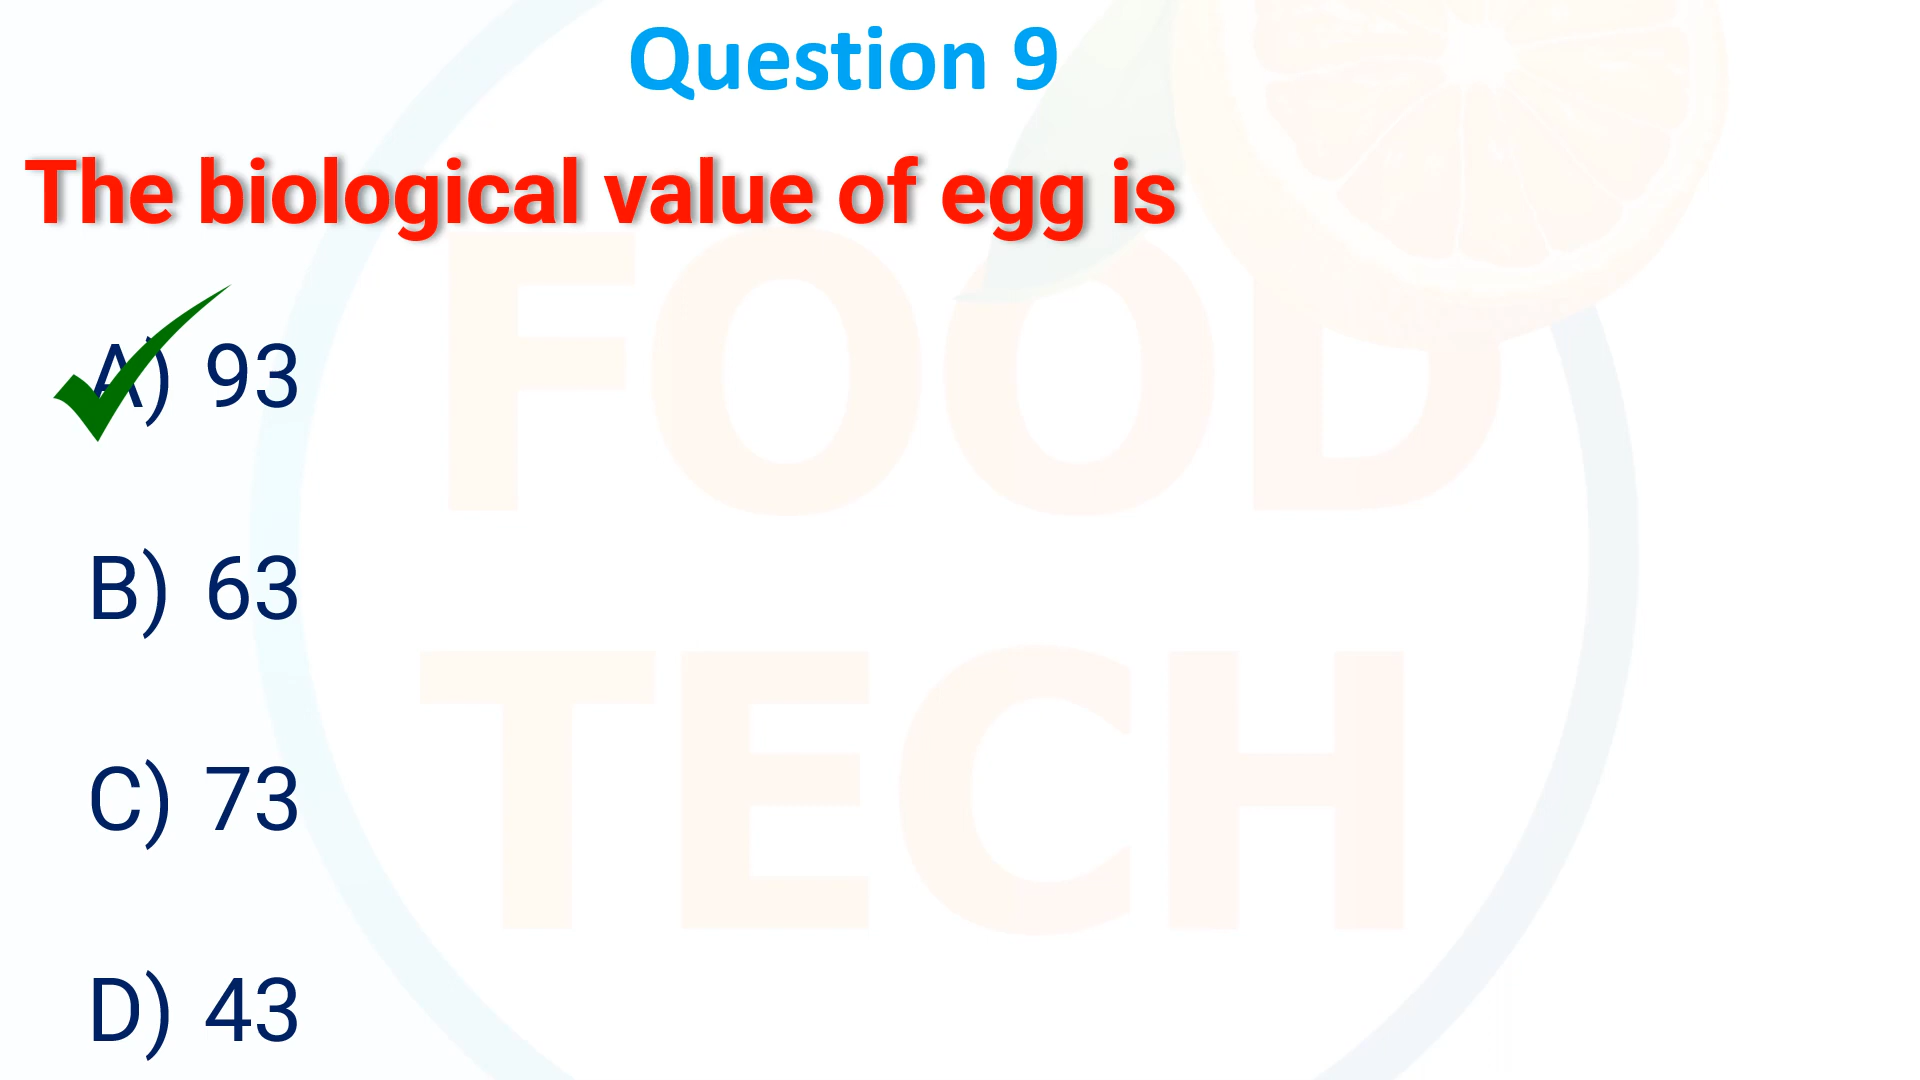 Question 9
The biological value of egg is
A) 93
B) 63
C) 73
D) 43
FOOD
TECH